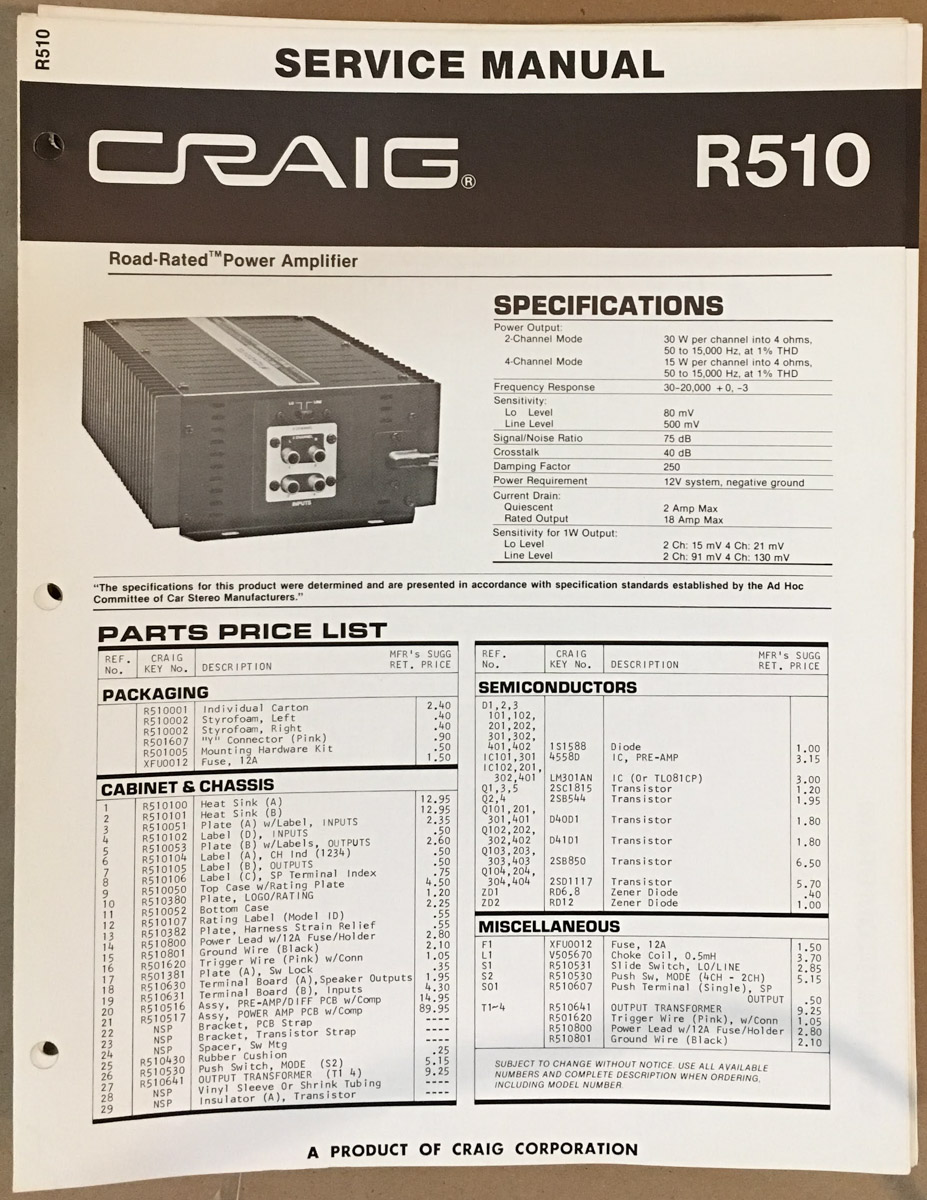 R510
SERVICE MANUAL
CRAIG®
R510
Road-Rated™ Power Amplifier
LO LINE
2 CHANNEL
INPUTS
SPECIFICATIONS
Power Output:
2-Channel Mode 30 W per channel into 4 ohms,
50 to 15,000 Hz, at 1% THD
4-Channel Mode 15 W per channel into 4 ohms,
50 to 15,000 Hz, at 1% THD
Frequency Response 30-20,000 +0, -3
Sensitivity:
Lo Level 80 mV
Line Level 500 mV
Signal/Noise Ratio 75 dB
Crosstalk 40 dB
Damping Factor 250
Power Requirement 12V system, negative ground
Current Drain:
Quiescent 2 Amp Max
Rated Output 18 Amp Max
Sensitivity for 1W Output:
Lo Level 2 Ch: 15 mV 4 Ch: 21 mV
Line Level 2 Ch: 91 mV 4 Ch: 130 mV
"The specifications for this product were determined and are presented in accordance with specification standards established by the Ad Hoc
Committee of Car Stereo Manufacturers."
PARTS PRICE LIST
REF. No. CRAIG KEY No. DESCRIPTION MFR's SUGG RET. PRICE
PACKAGING
R510001 Individual Carton 2.40
R510002 Styrofoam, Left .40
R510002 Styrofoam, Right .40
R501607 "Y" Connector (Pink) .90
R501005 Mounting Hardware Kit .50
XFU0012 Fuse, 12A 1.50
CABINET & CHASSIS
1 R510100 Heat Sink (A) 12.95
2 R510101 Heat Sink (B) 12.95
3 R510051 Plate (A) w/Label, INPUTS 2.35
4 R510102 Label (D), INPUTS .50
5 R510053 Plate (B) w/Labels, OUTPUTS 2.60
6 R510104 Label (A), CH Ind (1234) .50
7 R510105 Label (B), OUTPUTS .50
8 R510106 Label (C), SP Terminal Index .75
9 R510050 Top Case w/Rating Plate 4.50
10 R510380 Plate, LOGO/RATING 1.20
11 R510052 Bottom Case 2.25
12 R510107 Rating Label (Model ID) .55
13 R510382 Plate, Harness Strain Relief .55
14 R510800 Power Lead w/12A Fuse/Holder 2.80
15 R510801 Ground Wire (Black) 2.10
16 R501620 Trigger Wire (Pink) w/Conn 1.05
17 R501381 Plate (A), Sw Lock .35
18 R510630 Terminal Board (A),Speaker Outputs 1.95
19 R510631 Terminal Board (B), Inputs 4.30
20 R510516 Assy, PRE-AMP/DIFF PCB w/Comp 14.95
21 R510517 Assy, POWER AMP PCB w/Comp 89.95
22 NSP Bracket, PCB Strap ----
23 NSP Bracket, Transistor Strap ----
24 NSP Spacer, Sw Mtg ----
25 R510430 Rubber Cushion .25
26 R510530 Push Switch, MODE (S2) 5.15
27 R510641 OUTPUT TRANSFORMER (T1 4) 9.25
28 NSP Vinyl Sleeve Or Shrink Tubing ----
29 NSP Insulator (A), Transistor ----
REF. No. CRAIG KEY No. DESCRIPTION MFR's SUGG RET. PRICE
SEMICONDUCTORS
D1,2,3
101,102,
201,202,
301,302,
401,402 1S1588 Diode 1.00
IC101,301 4558D IC, PRE-AMP 3.15
IC102,201,
302,401 LM301AN IC (Or TL081CP) 3.00
Q1,3,5 2SC1815 Transistor 1.20
Q2,4 2SB544 Transistor 1.95
Q101,201,
301,401 D40D1 Transistor 1.80
Q102,202,
302,402 D41D1 Transistor 1.80
Q103,203,
303,403 2SB850 Transistor 6.50
Q104,204,
304,404 2SD1117 Transistor 5.70
ZD1 RD6.8 Zener Diode .40
ZD2 RD12 Zener Diode 1.00
MISCELLANEOUS
F1 XFU0012 Fuse, 12A 1.50
L1 V505670 Choke Coil, 0.5mH 3.70
S1 R510531 Slide Switch, LO/LINE 2.85
S2 R510530 Push Sw, MODE (4CH - 2CH) 5.15
SO1 R510607 Push Terminal (Single), SP
OUTPUT .50
T1~4 R510641 OUTPUT TRANSFORMER 9.25
R501620 Trigger Wire (Pink), w/Conn 1.05
R510800 Power Lead w/12A Fuse/Holder 2.80
R510801 Ground Wire (Black) 2.10
SUBJECT TO CHANGE WITHOUT NOTICE. USE ALL AVAILABLE
NUMBERS AND COMPLETE DESCRIPTION WHEN ORDERING,
INCLUDING MODEL NUMBER.
A PRODUCT OF CRAIG CORPORATION